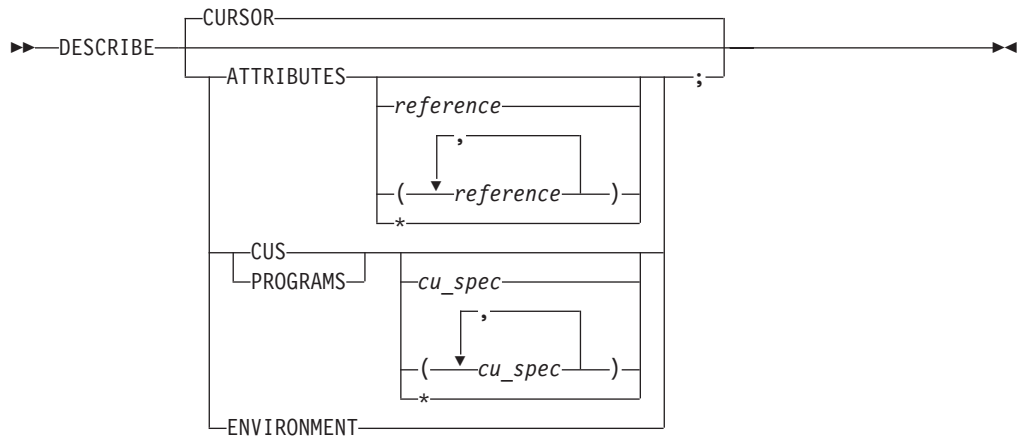 CURSOR
DESCRIBE
ATTRIBUTES ;
reference
,
( reference )
*
CUS
PROGRAMS
cu_spec
,
( cu_spec )
*
ENVIRONMENT